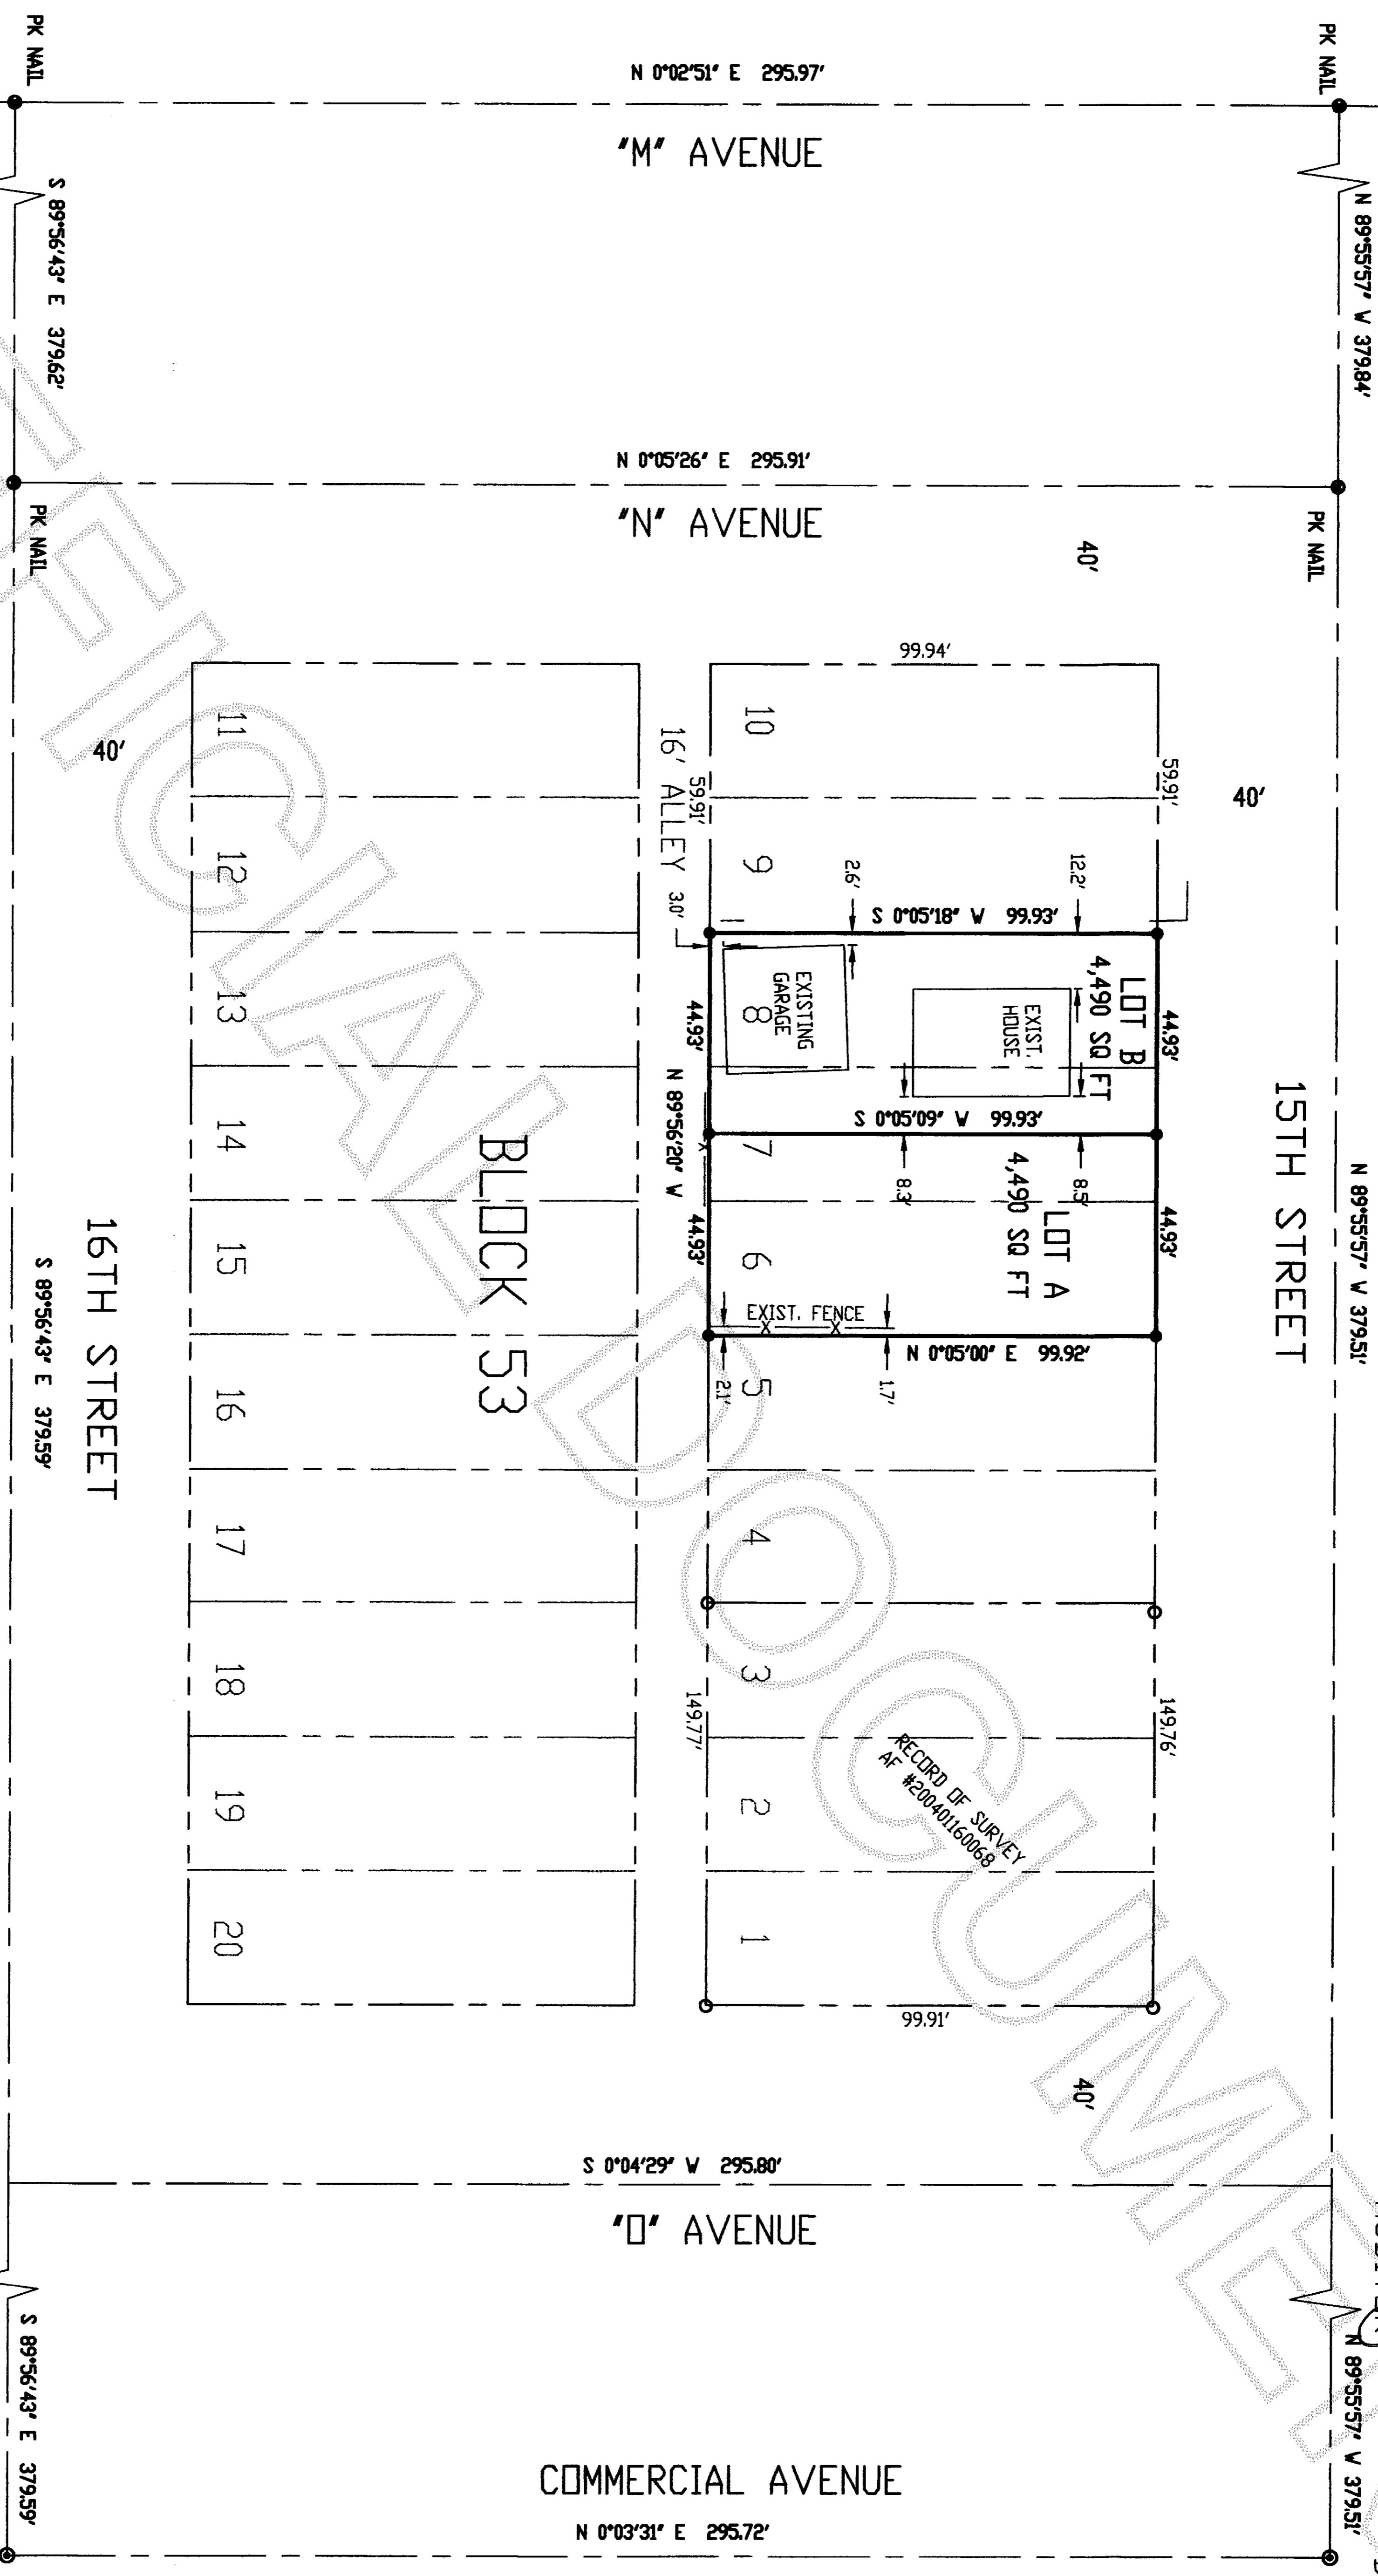 PK NAIL
N 0°02'51" E 295.97'
PK NAIL
"M" AVENUE
S 89°56'43" E 379.62'
N 89°55'57" W 379.84'
N 0°05'26" E 295.91'
PK NAIL
"N" AVENUE
PK NAIL
40'
99.94'
40'
40'
59.91'
59.91'
10
9
16' ALLEY
3.0'
2.6'
12.2'
S 0°05'18" W 99.93'
LOT B
4,490 SQ FT
EXIST.
HOUSE
EXISTING
GARAGE
8
44.93'
44.93'
15TH STREET
N 89°55'57" W 379.51'
S 0°05'09" W 99.93'
N 89°56'20" W
7
8.3'
8.5'
LOT A
4,490 SQ FT
44.93'
44.93'
6
EXIST. FENCE
X X
N 0°05'00" E 99.92'
2.1'
1.7'
5
4
3
2
1
149.77'
149.76'
RECORD OF SURVEY
AF #200401160068
99.91'
40'
BLOCK 53
11
12
13
14
15
16
17
18
19
20
16TH STREET
S 89°56'43" E 379.59'
S 0°04'29" W 295.80'
"O" AVENUE
S 89°56'43" E 379.59'
N 89°55'57" W 379.51'
COMMERCIAL AVENUE
N 0°03'31" E 295.72'
FFICIAL DOCUMEN